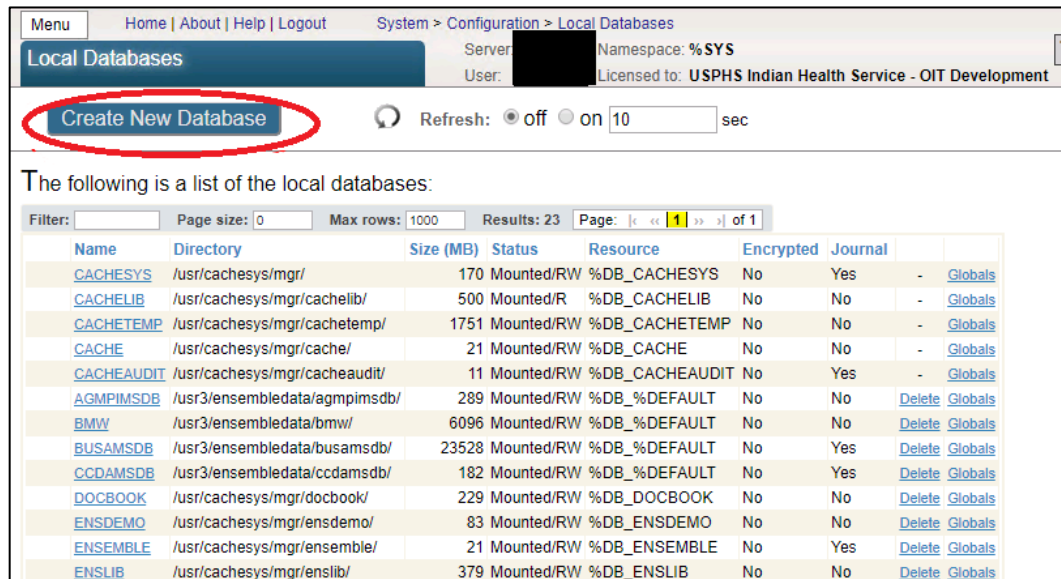 Menu Home | About | Help | Logout System > Configuration > Local Databases
Local Databases Server: Namespace: %SYS
User: Licensed to: USPHS Indian Health Service - OIT Development
Create New Database Refresh: off on 10 sec
The following is a list of the local databases:
Filter: Page size: 0 Max rows: 1000 Results: 23 Page: |< << 1 >> >| of 1
Name Directory Size (MB) Status Resource Encrypted Journal
CACHESYS /usr/cachesys/mgr/ 170 Mounted/RW %DB_CACHESYS No Yes - Globals
CACHELIB /usr/cachesys/mgr/cachelib/ 500 Mounted/R %DB_CACHELIB No No - Globals
CACHETEMP /usr/cachesys/mgr/cachetemp/ 1751 Mounted/RW %DB_CACHETEMP No No - Globals
CACHE /usr/cachesys/mgr/cache/ 21 Mounted/RW %DB_CACHE No No - Globals
CACHEAUDIT /usr/cachesys/mgr/cacheaudit/ 11 Mounted/RW %DB_CACHEAUDIT No Yes - Globals
AGMPIMSDB /usr3/ensembledata/agmpimsdb/ 289 Mounted/RW %DB_%DEFAULT No No Delete Globals
BMW /usr3/ensembledata/bmw/ 6096 Mounted/RW %DB_%DEFAULT No No Delete Globals
BUSAMSDB /usr3/ensembledata/busamsdb/ 23528 Mounted/RW %DB_%DEFAULT No Yes Delete Globals
CCDAMSDB /usr3/ensembledata/ccdamsdb/ 182 Mounted/RW %DB_%DEFAULT No Yes Delete Globals
DOCBOOK /usr/cachesys/mgr/docbook/ 229 Mounted/RW %DB_DOCBOOK No No Delete Globals
ENSDEMO /usr/cachesys/mgr/ensdemo/ 83 Mounted/RW %DB_ENSDEMO No No Delete Globals
ENSEMBLE /usr/cachesys/mgr/ensemble/ 21 Mounted/RW %DB_ENSEMBLE No Yes Delete Globals
ENSLIB /usr/cachesys/mgr/enslib/ 379 Mounted/RW %DB_ENSLIB No No Delete Globals